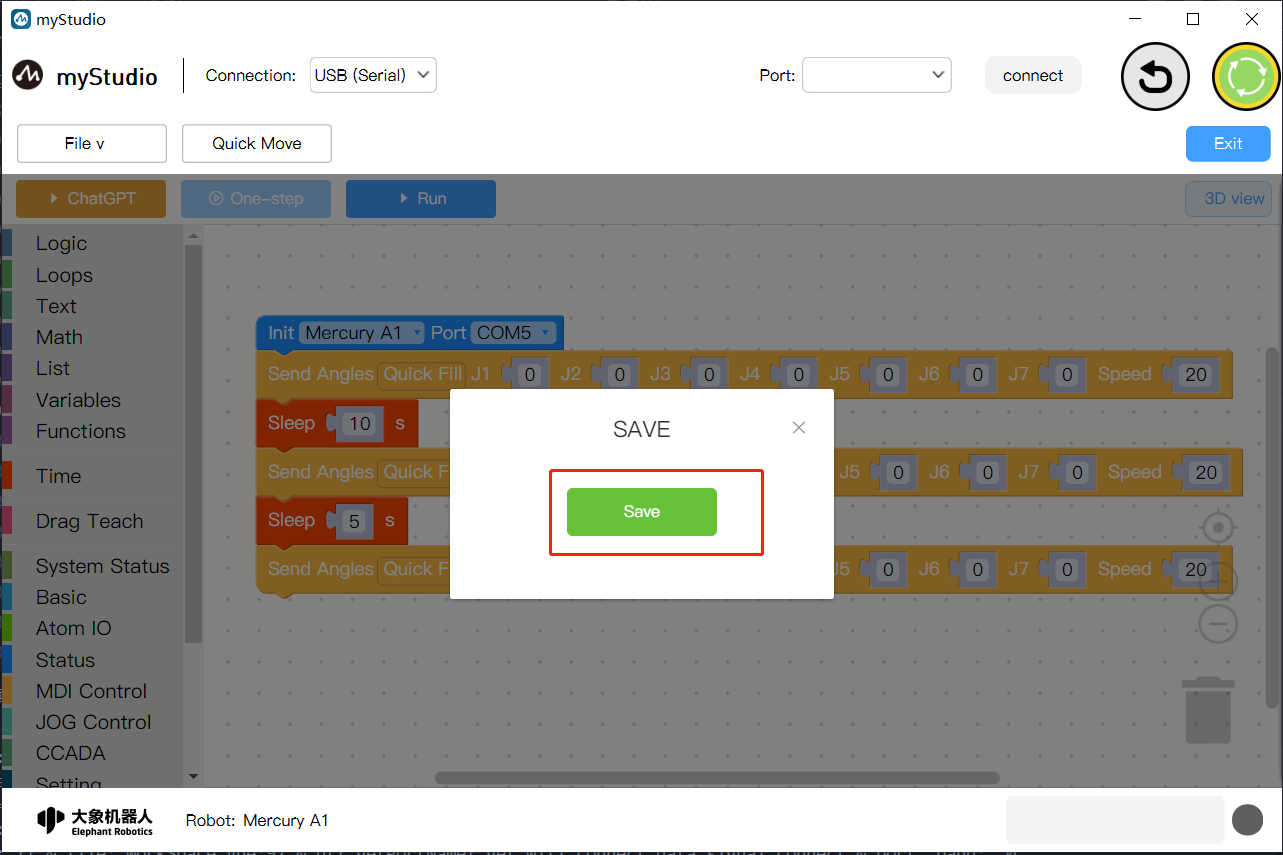 myStudio
myStudio
Connection: USB (Serial)
Port:
connect
File v
Quick Move
Exit
ChatGPT
One-step
Run
3D view
Logic
Loops
Text
Math
List
Variables
Functions
Time
Drag Teach
System Status
Basic
Atom IO
Status
MDI Control
JOG Control
CCADA
Setting
Init Mercury A1 Port COM5
Send Angles Quick Fill J1 0 J2 0 J3 0 J4 0 J5 0 J6 0 J7 0 Speed 20
Sleep 10 s
Send Angles Quick F
J5 0 J6 0 J7 0 Speed 20
Sleep 5 s
Send Angles Quick F
J5 0 J6 0 J7 0 Speed 20
SAVE
Save
大象机器人
Elephant Robotics
Robot: Mercury A1